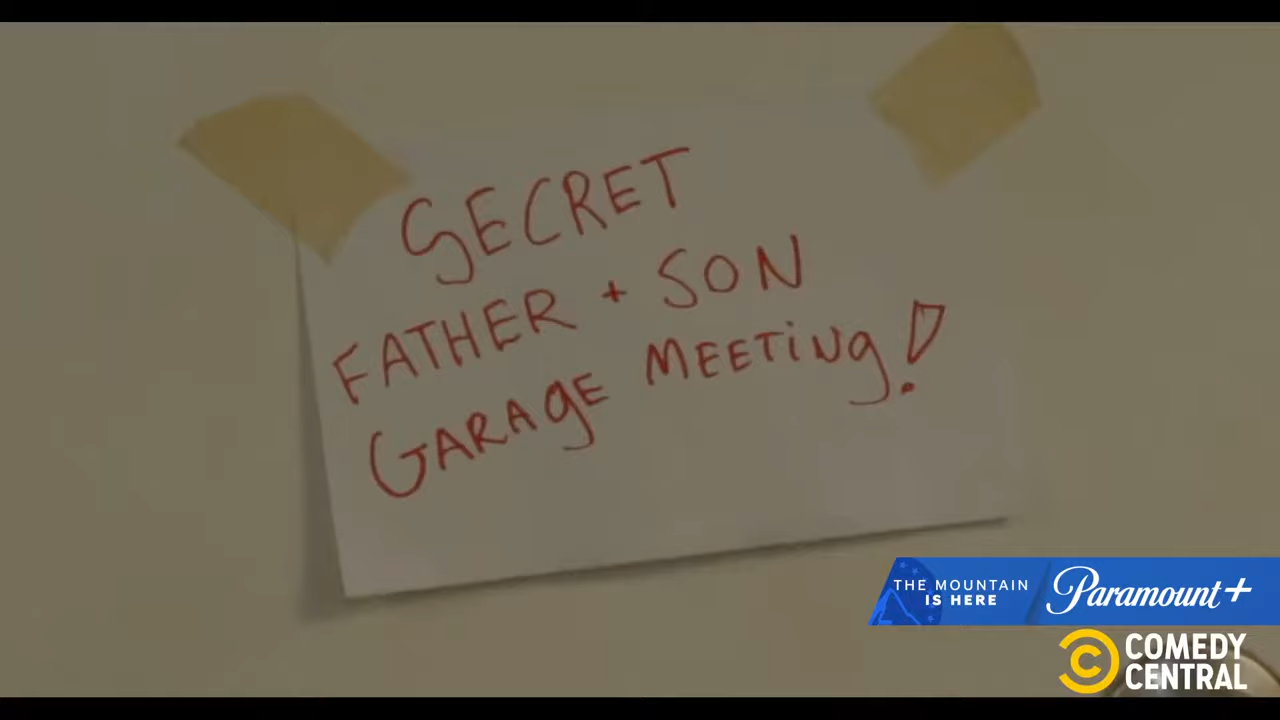 SECRET
FATHER + SON
GARAGE MEETING!
THE MOUNTAIN
IS HERE
Paramount+
COMEDY
CENTRAL